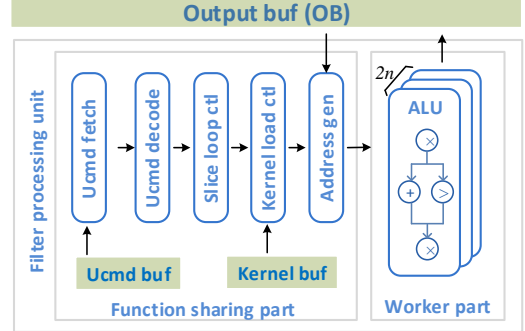 Output buf (OB)
Filter processing unit
Ucmd fetch
Ucmd decode
Slice loop ctl
Kernel load ctl
Address gen
2n
ALU
×
+
>
×
Ucmd buf
Kernel buf
Function sharing part
Worker part